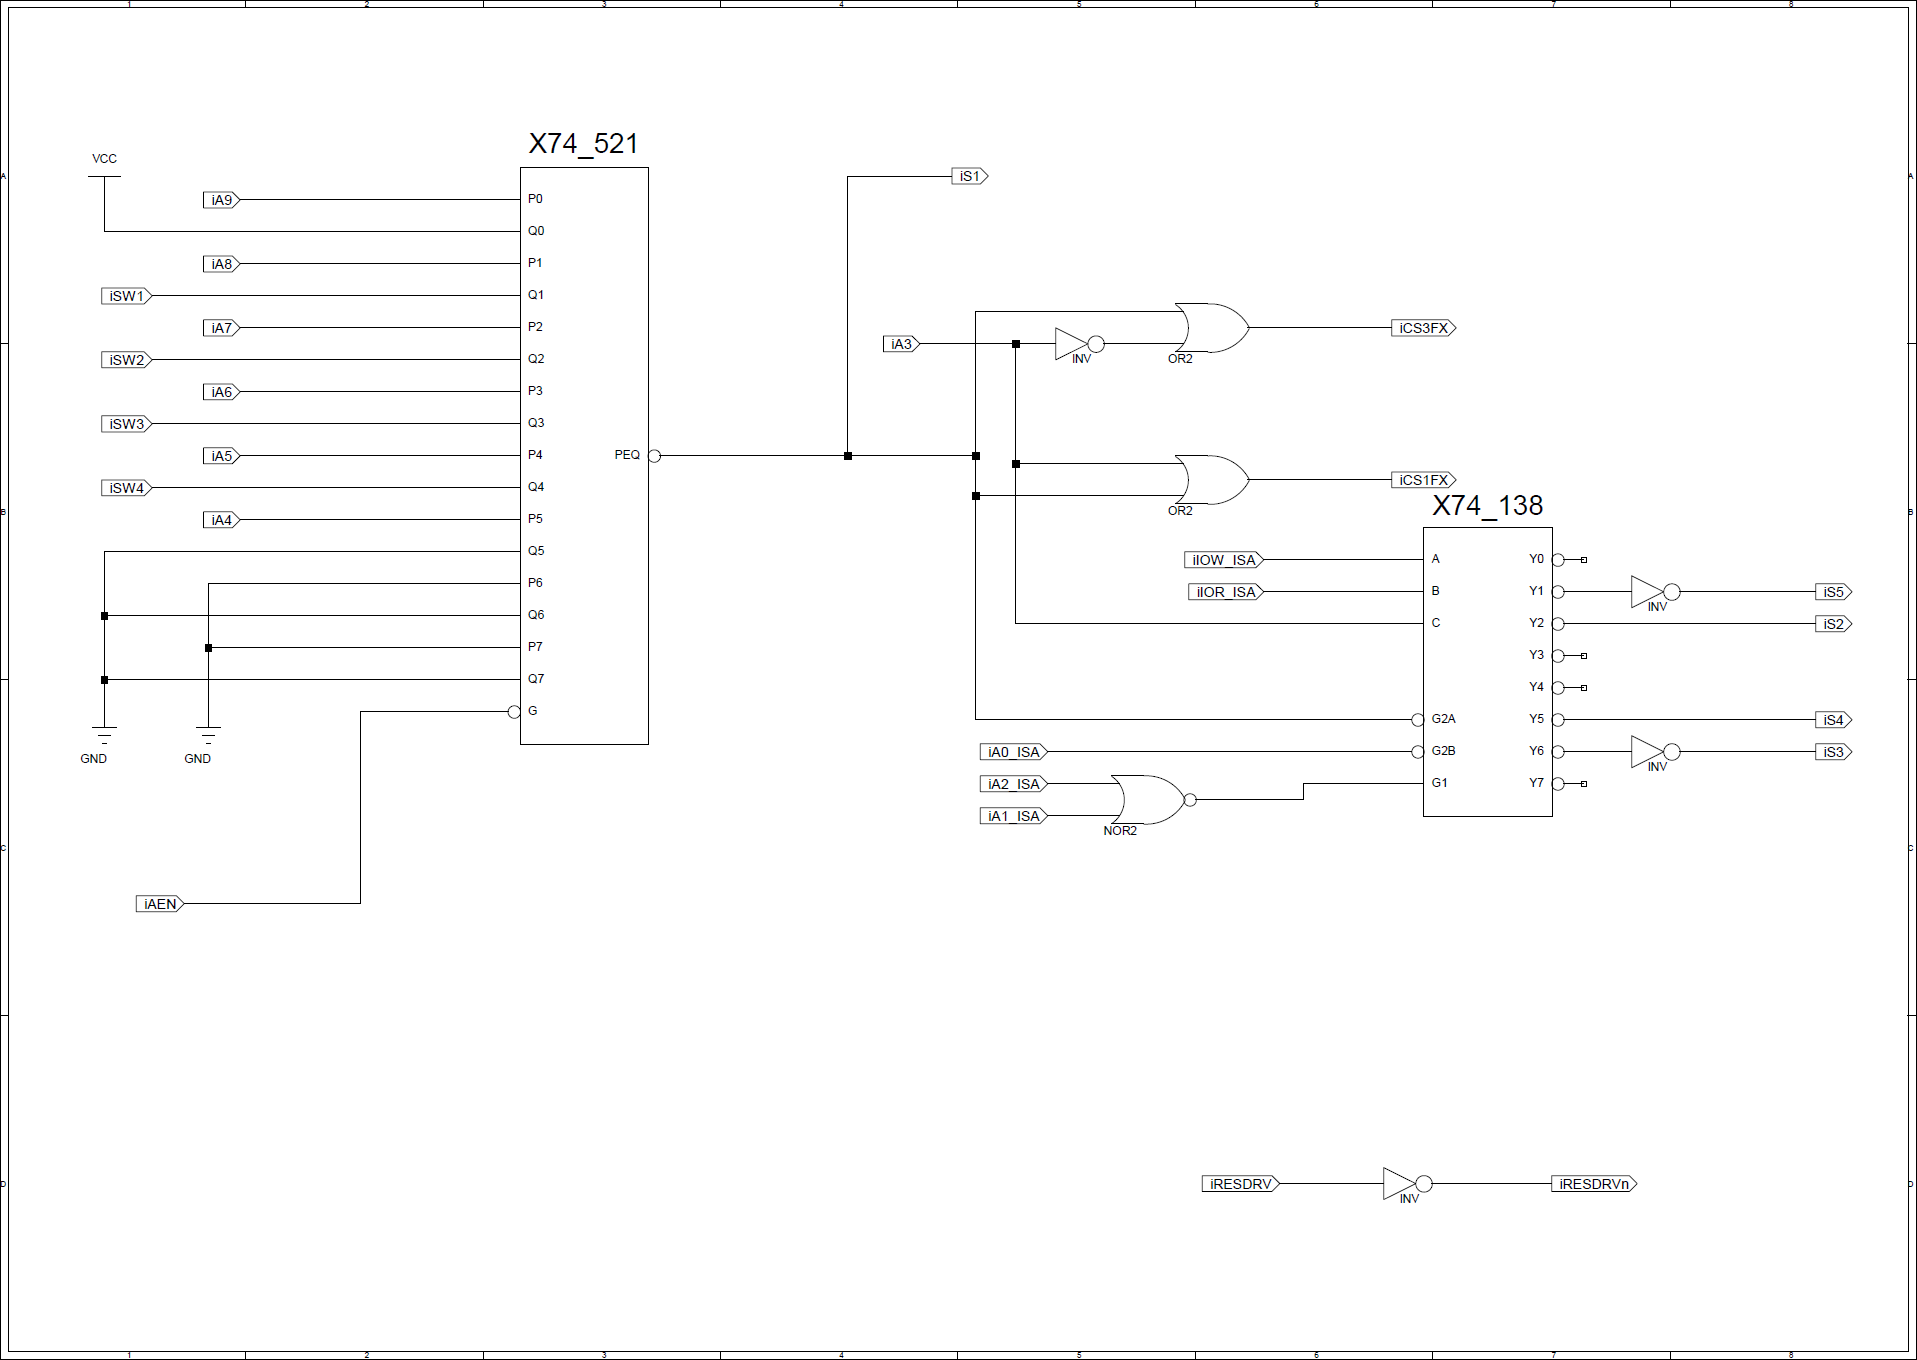 1 2 3 4 5 6 7 8
X74_521
VCC
A A
iS1
iA9 P0
Q0
iA8 P1
iSW1 Q1
iA7 P2
iCS3FX
iA3
INV OR2
iSW2 Q2
iA6 P3
iSW3 Q3
iA5 P4 PEQ
iCS1FX
iSW4 Q4
X74_138
OR2
B B
iA4 P5
Q5
iIOW_ISA A Y0
P6
iIOR_ISA B Y1 INV iS5
Q6
C Y2 iS2
P7
Y3
Q7
Y4
G
G2A Y5 iS4
iA0_ISA G2B Y6 INV iS3
GND GND
iA2_ISA G1 Y7
iA1_ISA
NOR2
C C
iAEN
D D
iRESDRV INV iRESDRVn
1 2 3 4 5 6 7 8